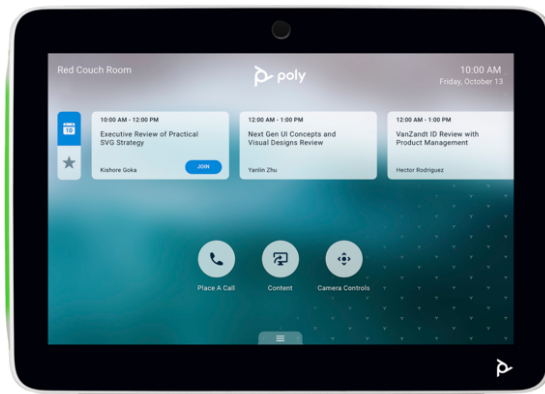 Red Couch Room
poly
10:00 AM
Friday, October 13
10
10:00 AM - 12:00 PM
Executive Review of Practical
SVG Strategy
Kishore Goka
JOIN
12:00 AM - 1:00 PM
Next Gen UI Concepts and
Visual Designs Review
Yanlin Zhu
12:00 AM - 1:00 PM
VanZandt ID Review with
Product Management
Hector Rodriguez
Place A Call
Content
Camera Controls